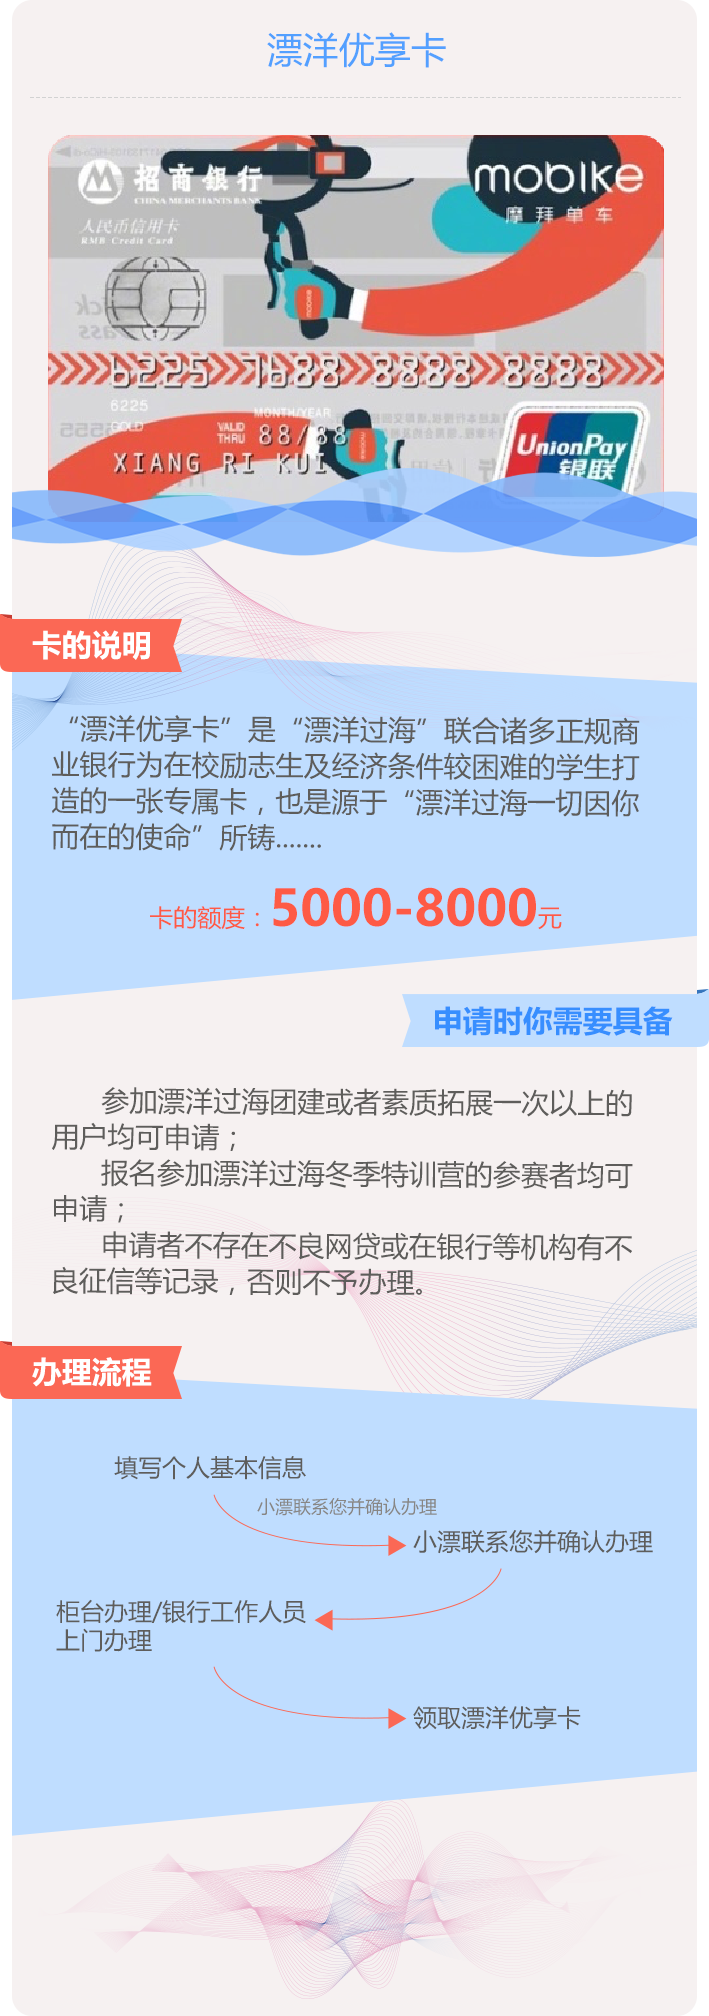 漂洋优享卡
招商银行
CHINA MERCHANTS BANK
人民币信用卡
RMB Credit Card
mobike
摩拜单车
mobike
6225 7688 8888 8888
6225
GOLD
MONTH/YEAR
VALID
THRU
88/88
XIANG RI KUI
mobike
UnionPay
银联
卡的说明
“漂洋优享卡”是“漂洋过海”联合诸多正规商
业银行为在校励志生及经济条件较困难的学生打
造的一张专属卡，也是源于“漂洋过海一切因你
而在的使命”所铸.......
卡的额度：5000-8000元
申请时你需要具备
参加漂洋过海团建或者素质拓展一次以上的
用户均可申请；
报名参加漂洋过海冬季特训营的参赛者均可
申请；
申请者不存在不良网贷或在银行等机构有不
良征信等记录，否则不予办理。
办理流程
填写个人基本信息
小漂联系您并确认办理
小漂联系您并确认办理
柜台办理/银行工作人员
上门办理
领取漂洋优享卡